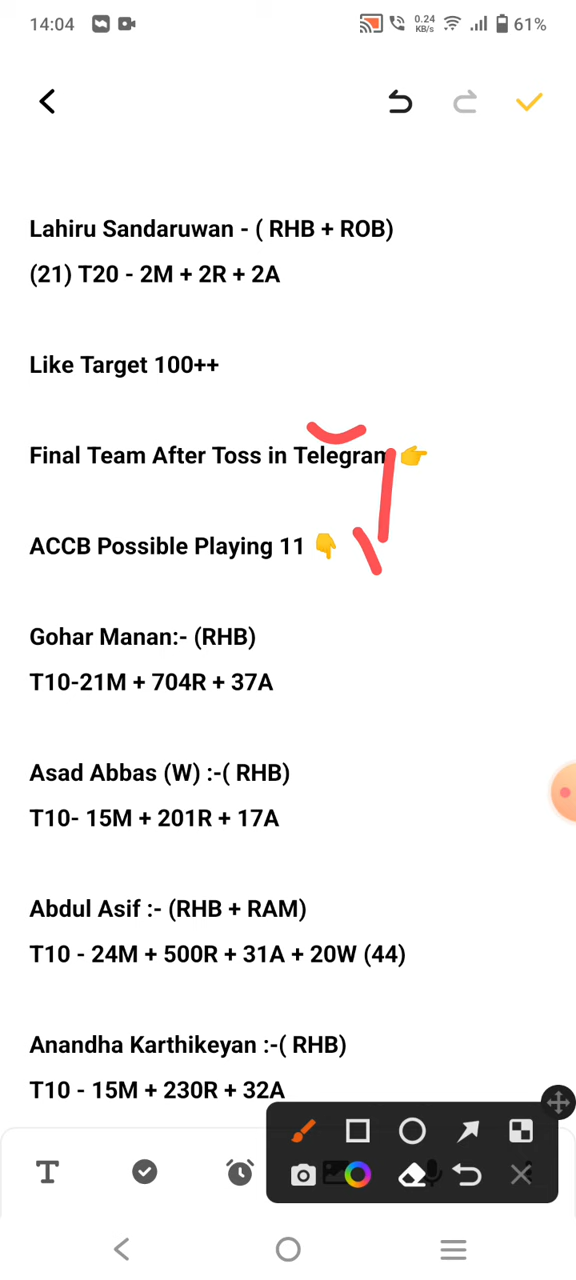 14:04
0.24
KB/s
61%
Lahiru Sandaruwan - ( RHB + ROB)
(21) T20 - 2M + 2R + 2A
Like Target 100++
Final Team After Toss in Telegram 👉
ACCB Possible Playing 11 👇
Gohar Manan:- (RHB)
T10-21M + 704R + 37A
Asad Abbas (W) :-( RHB)
T10- 15M + 201R + 17A
Abdul Asif :- (RHB + RAM)
T10 - 24M + 500R + 31A + 20W (44)
Anandha Karthikeyan :-( RHB)
T10 - 15M + 230R + 32A
T